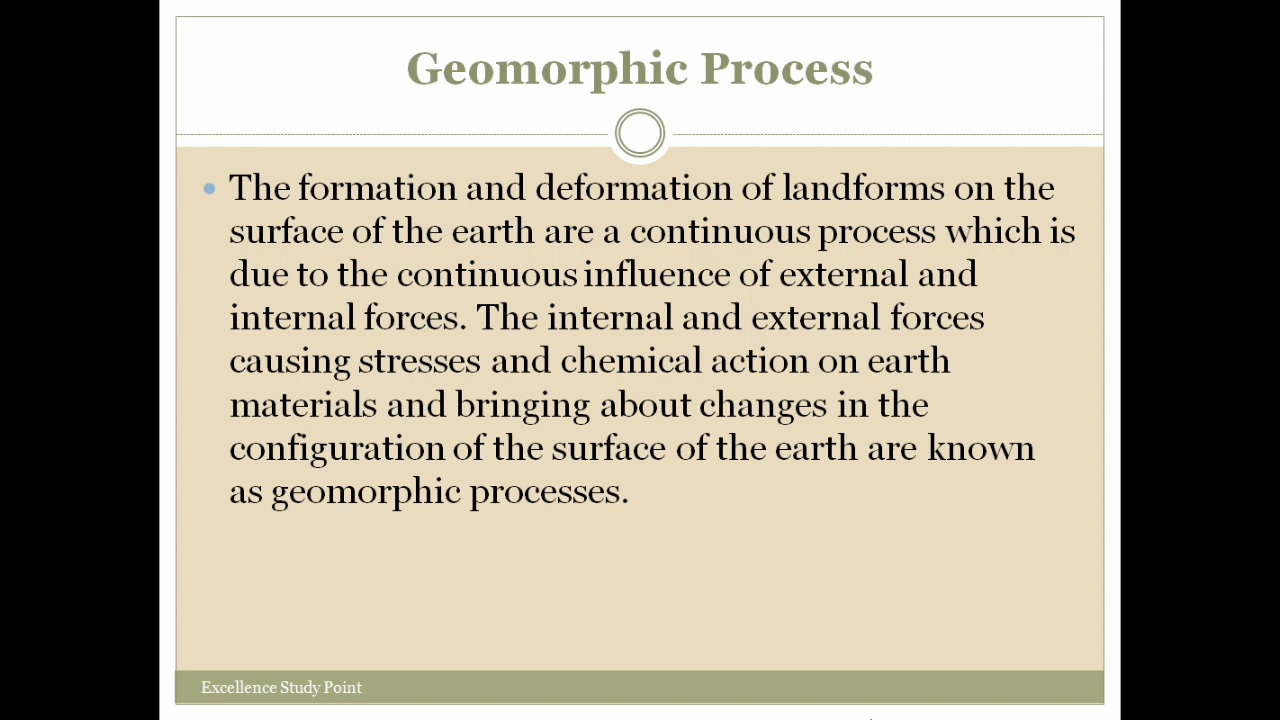 Geomorphic Process
The formation and deformation of landforms on the
surface of the earth are a continuous process which is
due to the continuous influence of external and
internal forces. The internal and external forces
causing stresses and chemical action on earth
materials and bringing about changes in the
configuration of the surface of the earth are known
as geomorphic processes.
Excellence Study Point